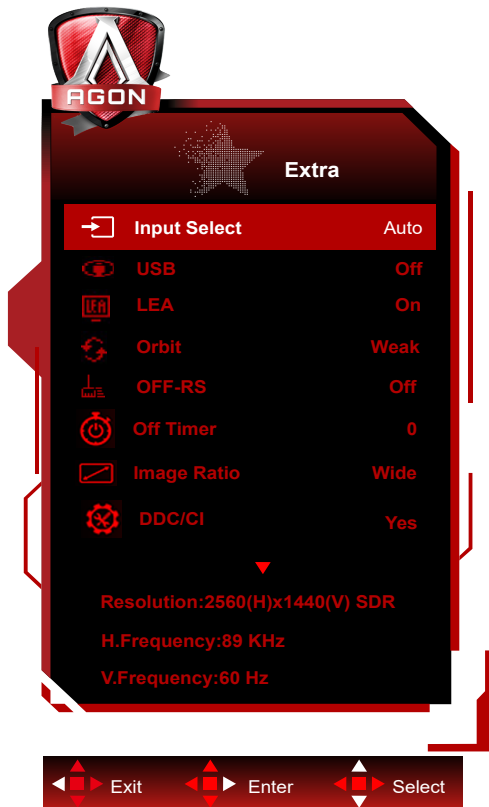 AGON
Extra
Input Select Auto
USB Off
LEA
LEA On
Orbit Weak
OFF-RS Off
Off Timer 0
Image Ratio Wide
DDC/CI Yes
Resolution:2560(H)x1440(V) SDR
H.Frequency:89 KHz
V.Frequency:60 Hz
Exit Enter Select